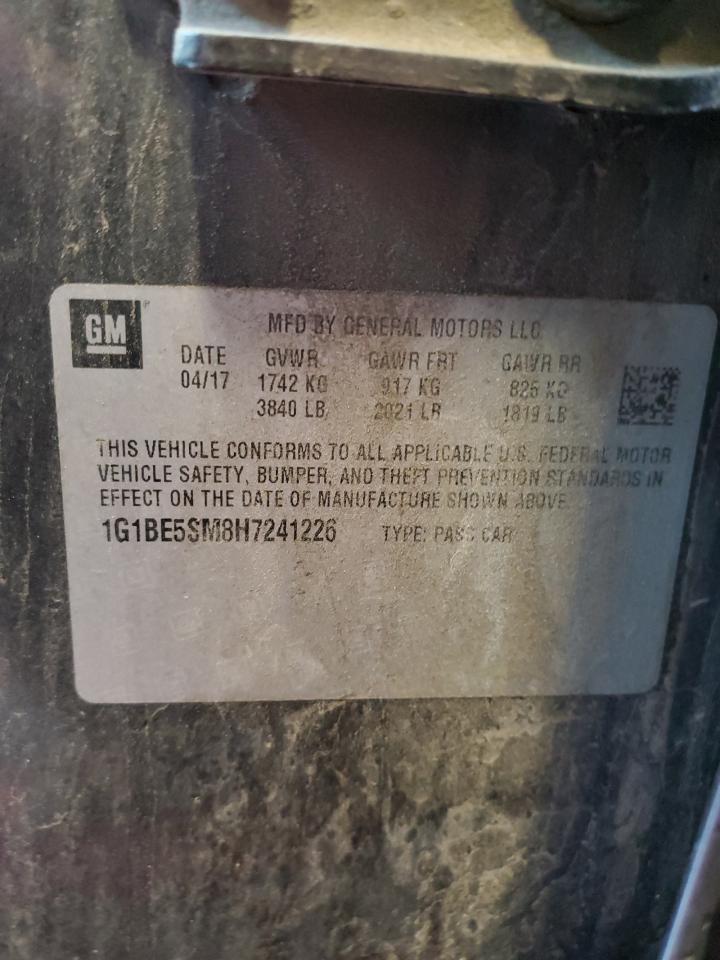 GM
MFD BY GENERAL MOTORS LLC
DATE GVWR GAWR FRT GAWR RR
04/17 1742 KG 917 KG 825 KG
3840 LB 2021 LB 1819 LB
THIS VEHICLE CONFORMS TO ALL APPLICABLE U.S. FEDERAL MOTOR
VEHICLE SAFETY, BUMPER, AND THEFT PREVENTION STANDARDS IN
EFFECT ON THE DATE OF MANUFACTURE SHOWN ABOVE.
1G1BE5SM8H7241226 TYPE: PASS CAR